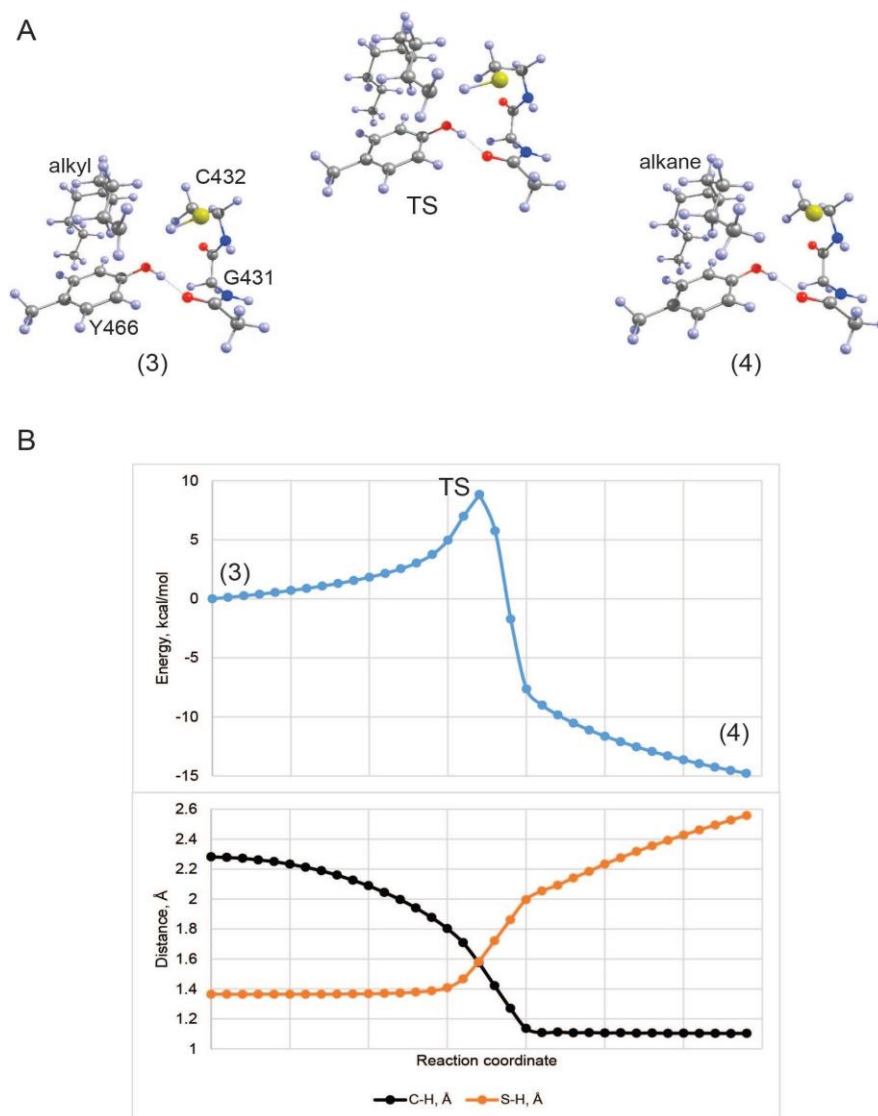 A
alkyl
C432
TS
alkane
G431
Y466
(3)
(4)
B
10
5
0
-5
-10
-15
Energy, kcal/mol
TS
(3)
(4)
2.6
2.4
2.2
2
1.8
1.6
1.4
1.2
1
Distance, Å
Reaction coordinate
C-H, Å
S-H, Å